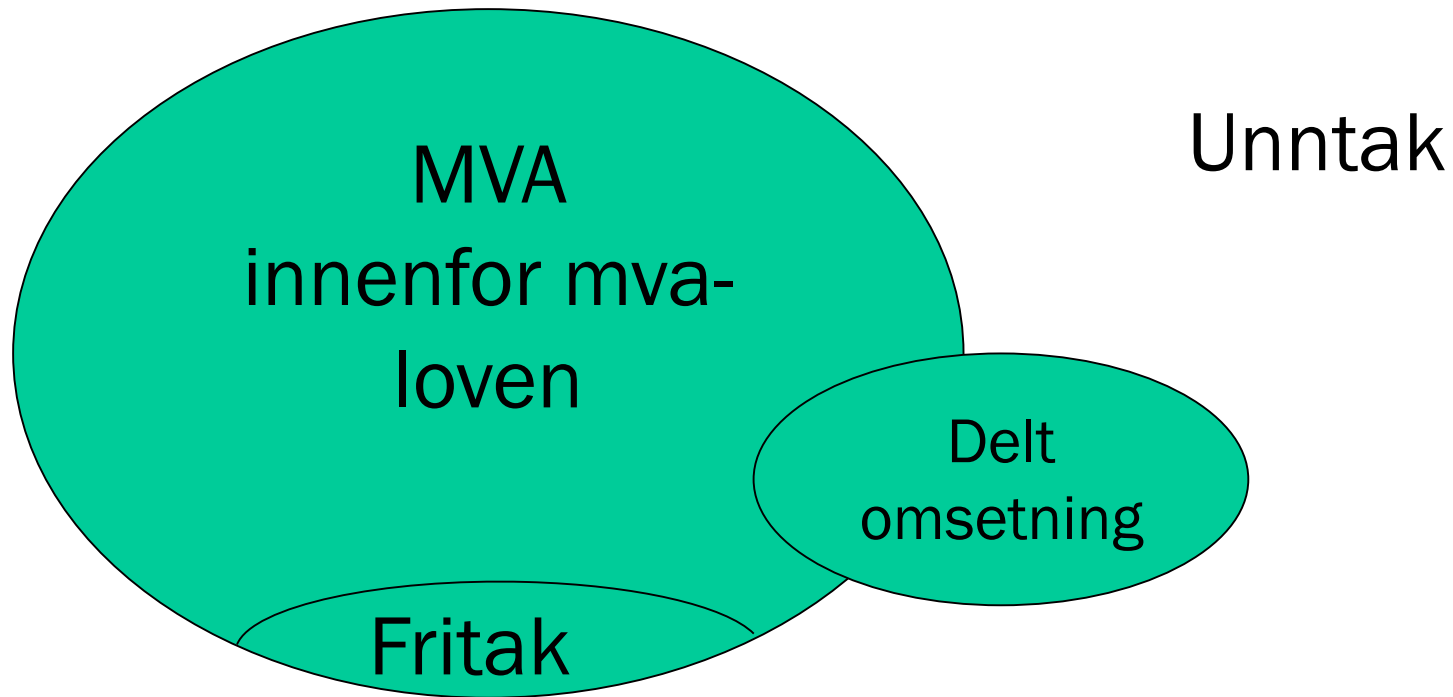 MVA
innenfor mva-
loven
Unntak
Delt
omsetning
Fritak